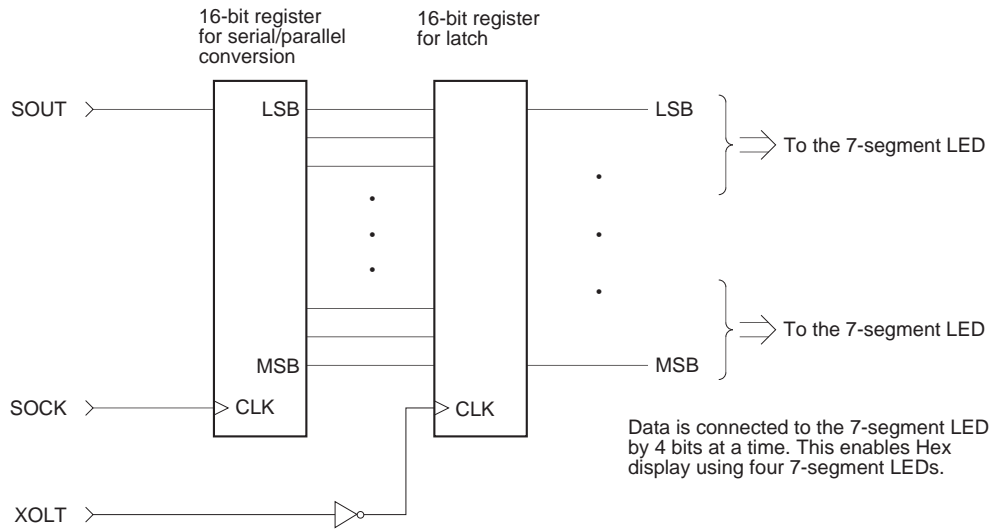 16-bit register
for serial/parallel
conversion
16-bit register
for latch
SOUT
LSB
LSB
To the 7-segment LED
To the 7-segment LED
MSB
MSB
SOCK
CLK
CLK
Data is connected to the 7-segment LED
by 4 bits at a time. This enables Hex
display using four 7-segment LEDs.
XOLT